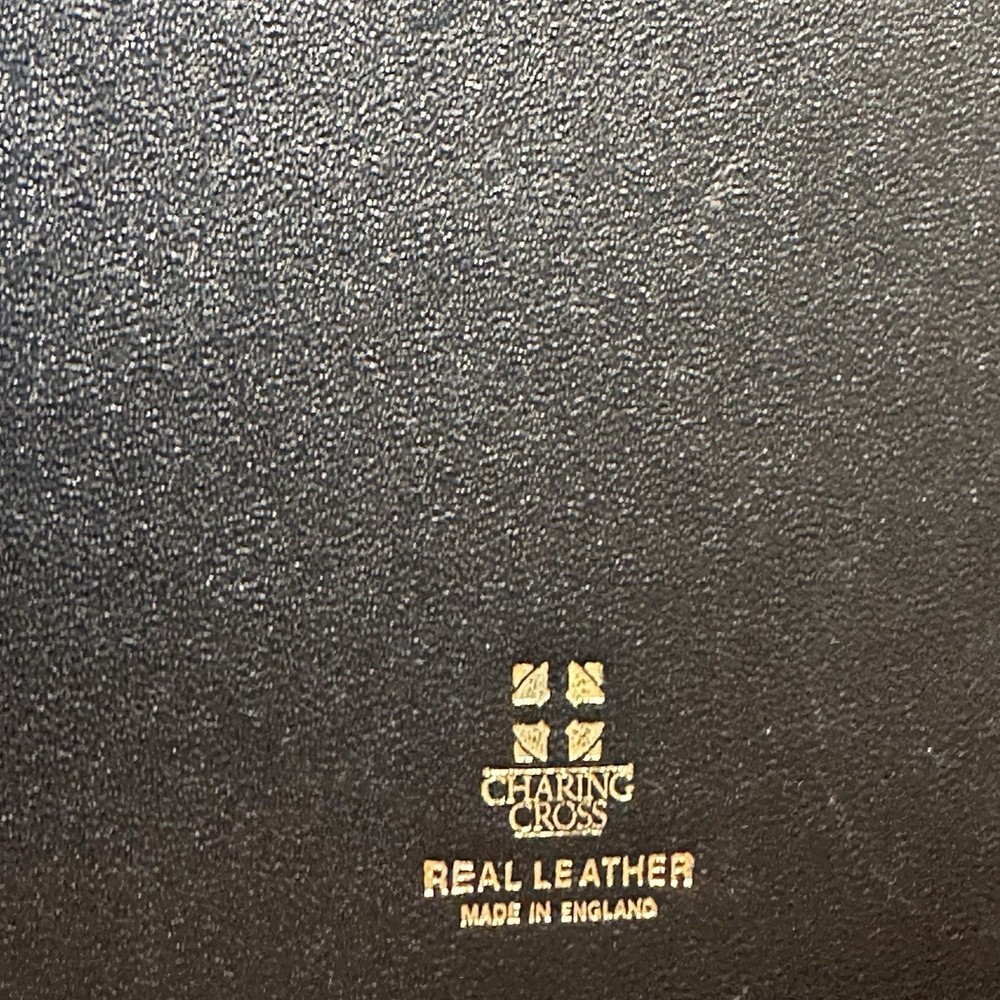 CHARING
CROSS
REAL LEATHER
MADE IN ENGLAND